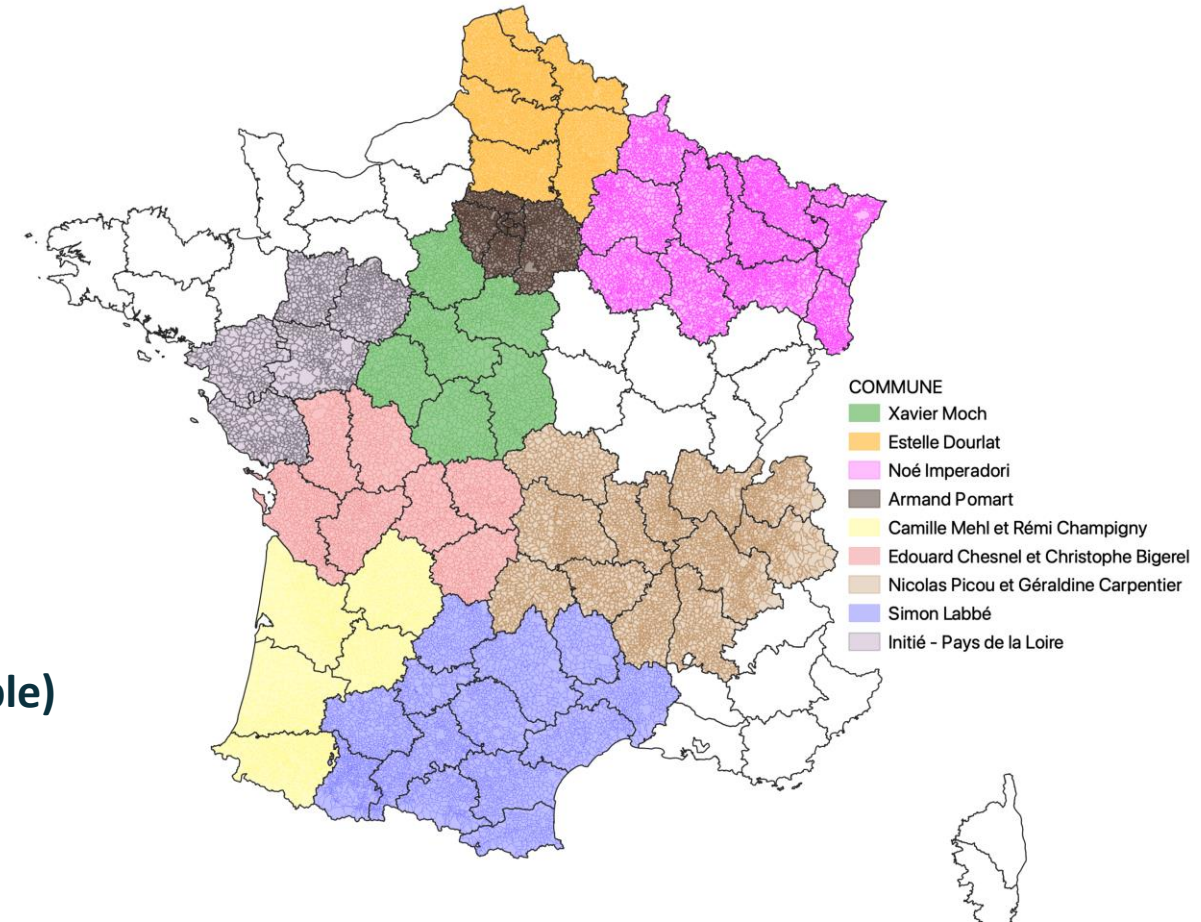 COMMUNE
Xavier Moch
Estelle Dourlat
Noé Imperadori
Armand Pomart
Camille Mehl et Rémi Champigny
Edouard Chesnel et Christophe Bigerel
Nicolas Picou et Géraldine Carpentier
Simon Labbé
Initié - Pays de la Loire
ple)